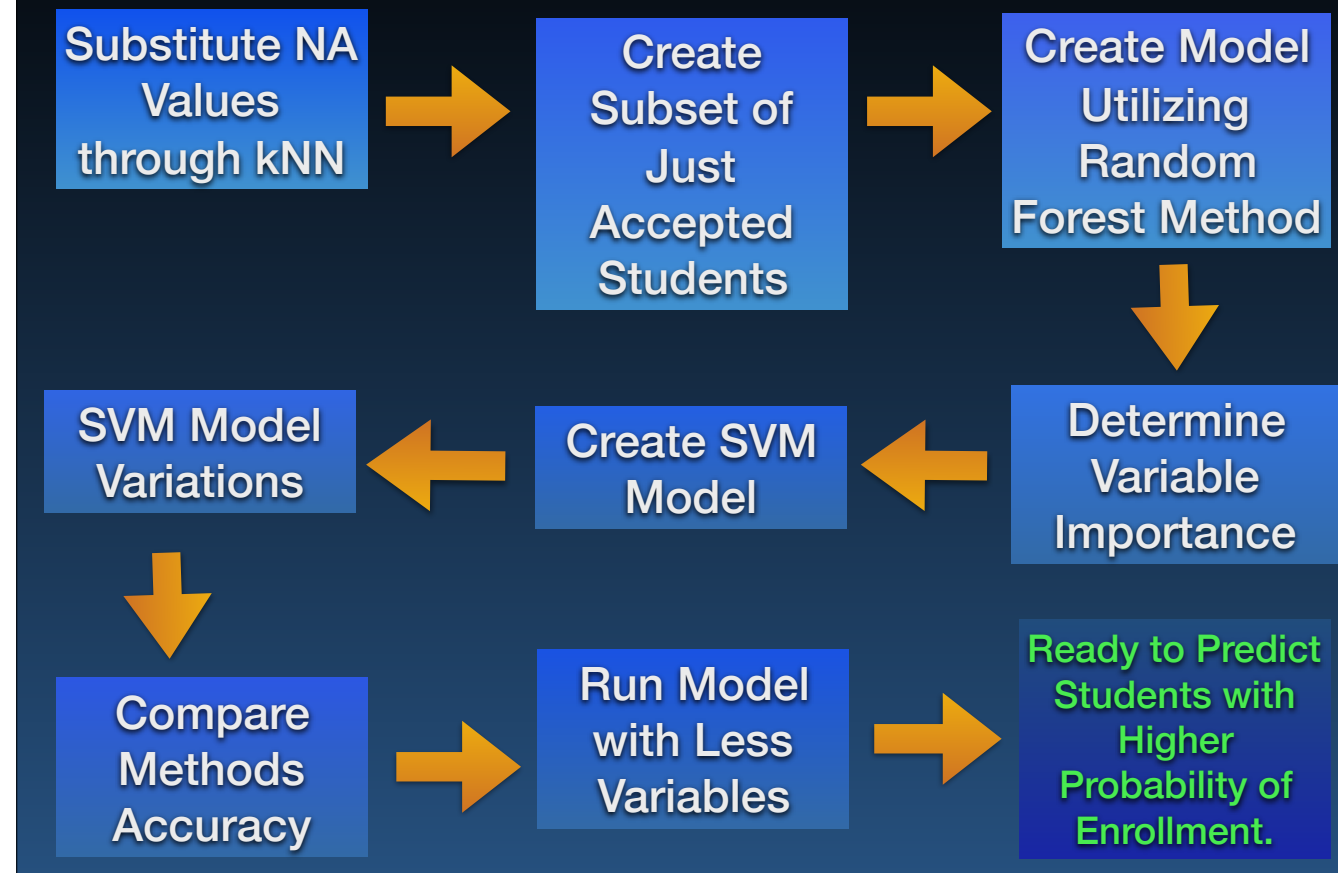 Substitute NA
Values
through kNN
Create
Subset of
Just
Accepted
Students
Create Model
Utilizing
Random
Forest Method
Determine
Variable
Importance
Create SVM
Model
SVM Model
Variations
Compare
Methods
Accuracy
Run Model
with Less
Variables
Ready to Predict
Students with
Higher
Probability of
Enrollment.